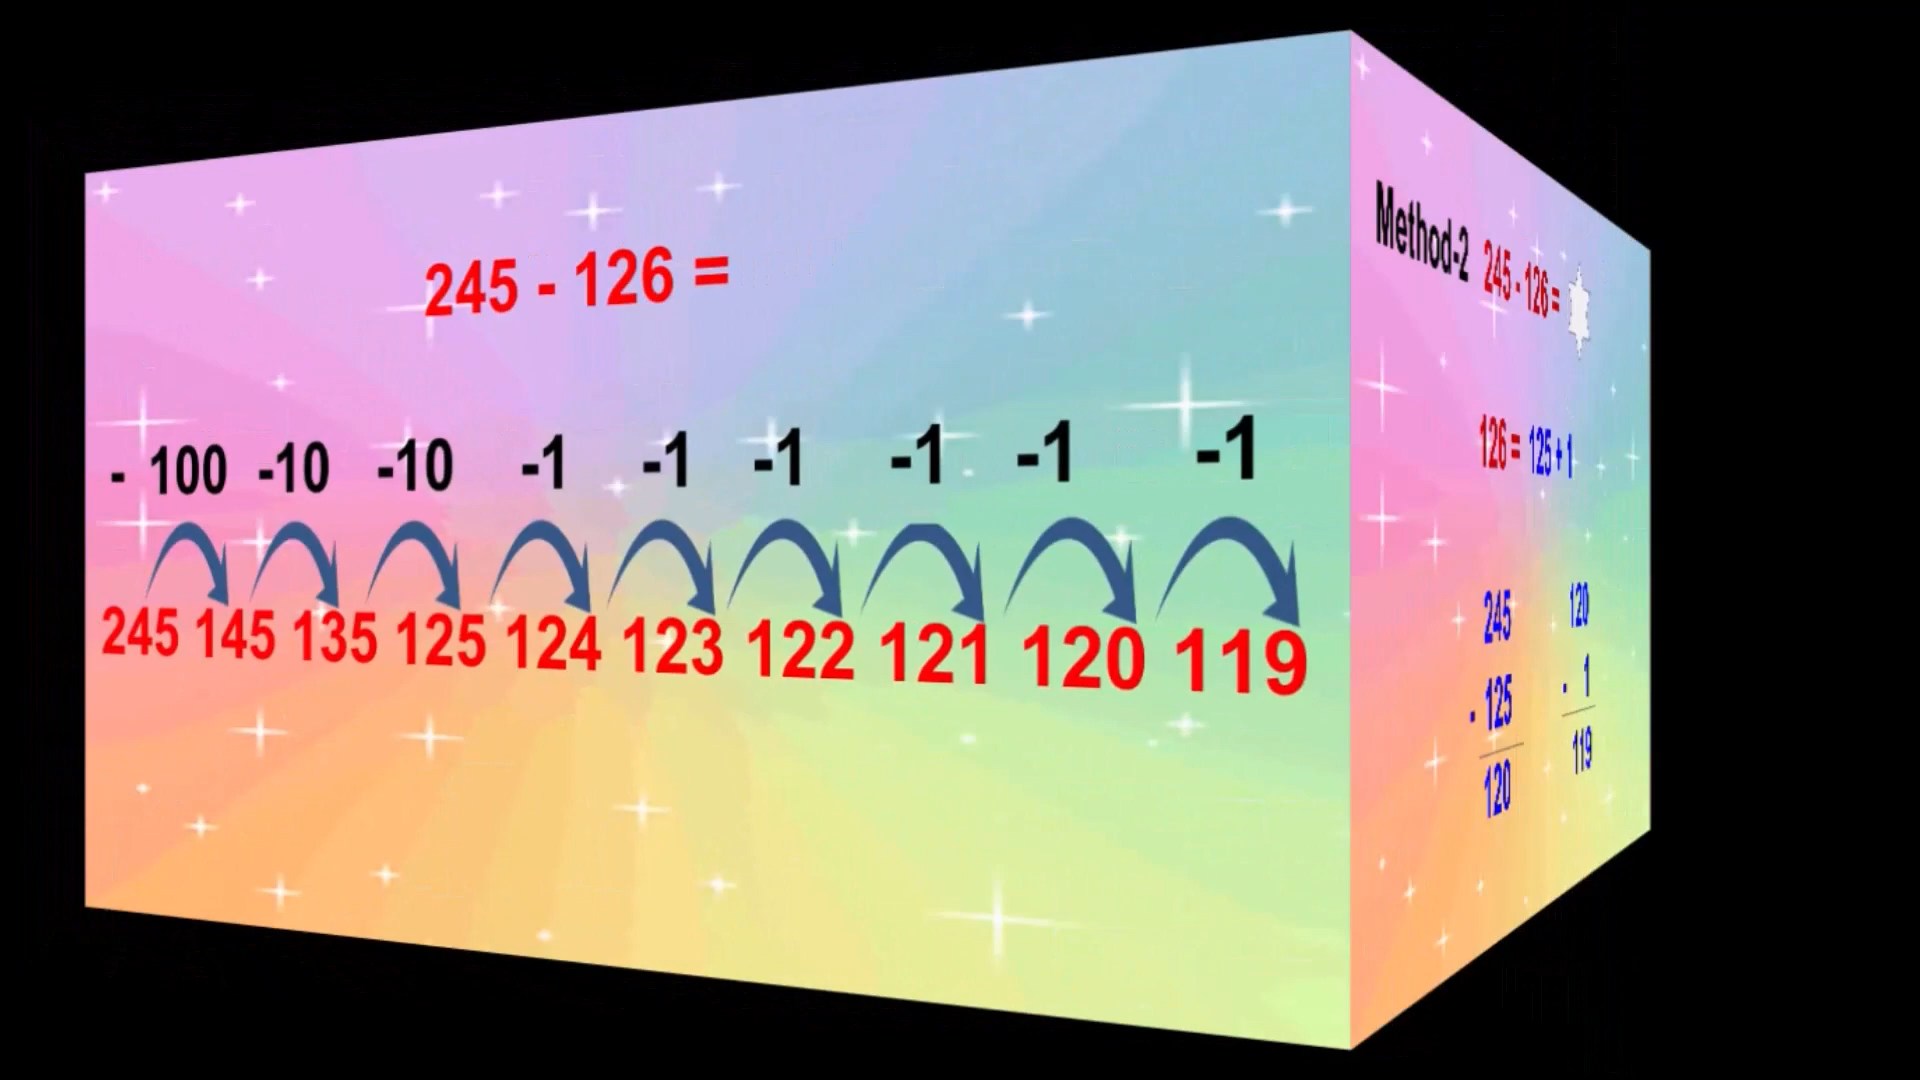 245 - 126 =
- 100 -10 -10 -1 -1 -1 -1 -1 -1
245 145 135 125 124 123 122 121 120 119
Method-2 245 - 126 =
126 = 125 + 1
245
- 125
120
120
- 1
119